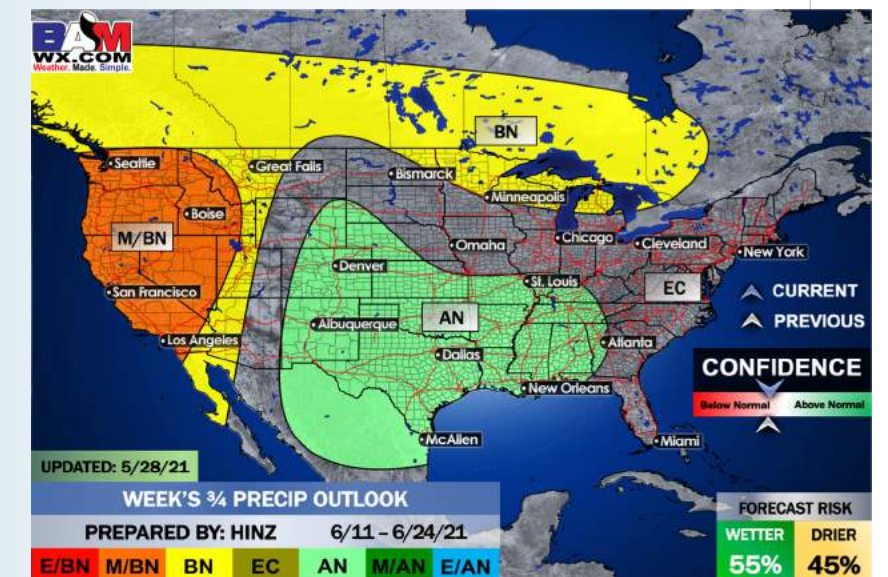 BAM
WX.COM
Weather. Made. Simple.
BN
Seattle
Great Falls
Bismarck
Minneapolis
Boise
M/BN
Omaha
Chicago
Cleveland
New York
Denver
St. Louis
San Francisco
EC
CURRENT
Albuquerque
AN
PREVIOUS
Los Angeles
Atlanta
Dallas
CONFIDENCE
New Orleans
Below Normal
Above Normal
McAllen
Miami
UPDATED: 5/28/21
WEEK'S ¾ PRECIP OUTLOOK
PREPARED BY: HINZ 6/11 – 6/24/21
E/BN M/BN BN EC AN M/AN E/AN
FORECAST RISK
WETTER DRIER
55% 45%